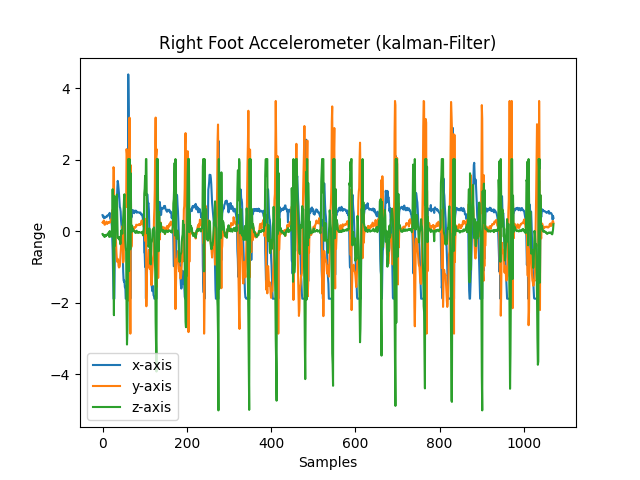 Right Foot Accelerometer (kalman-Filter)
4
2
0
−2
−4
Range
x-axis
y-axis
z-axis
0 200 400 600 800 1000
Samples